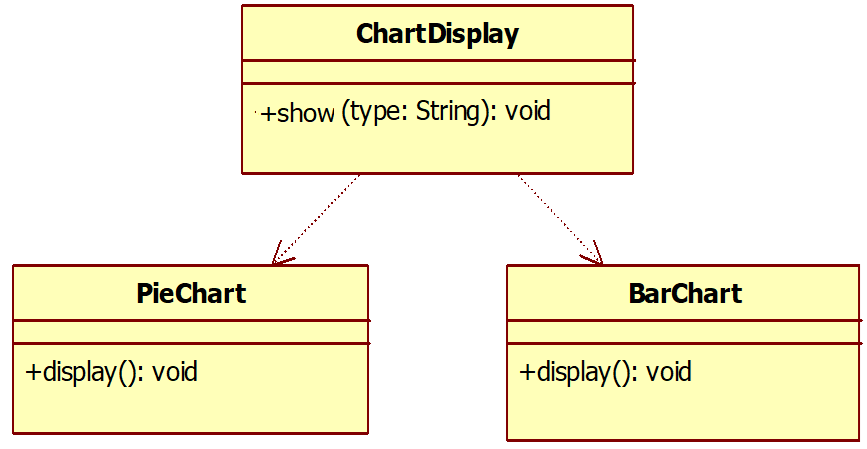 ChartDisplay
+show (type: String): void
PieChart
+display(): void
BarChart
+display(): void